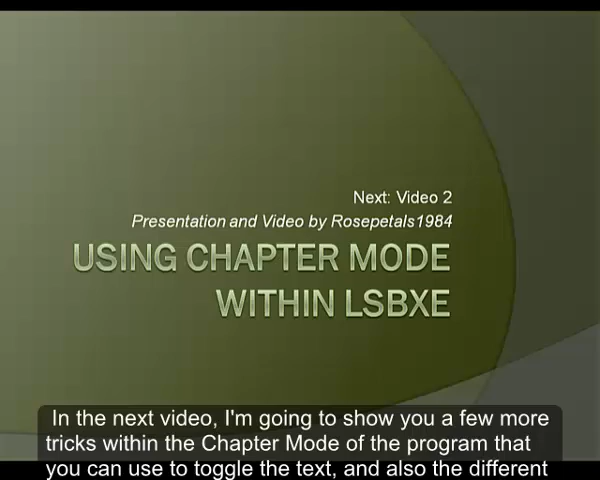 Next: Video 2
Presentation and Video by Rosepetals1984
USING CHAPTER MODE
WITHIN LSBXE
In the next video, I'm going to show you a few more
tricks within the Chapter Mode of the program that
you can use to toggle the text, and also the different